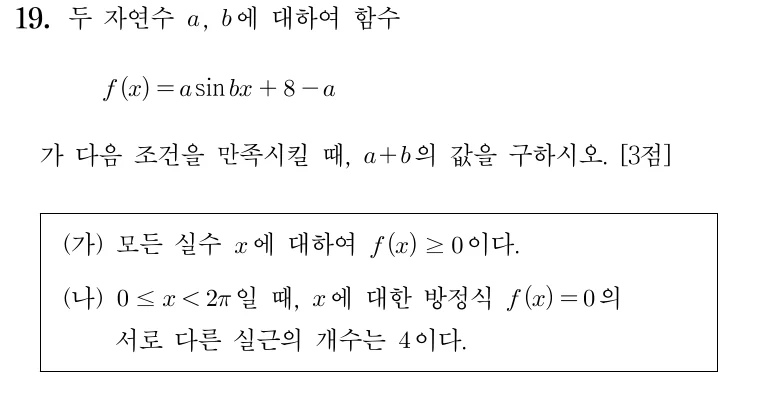 19. 두 자연수 a, b에 대하여 함수
f(x) = a sin bx + 8 - a
가 다음 조건을 만족시킬 때, a+b의 값을 구하시오. [3점]
(가) 모든 실수 x에 대하여 f(x) ≥ 0이다.
(나) 0 ≤ x < 2π일 때, x에 대한 방정식 f(x) = 0의
서로 다른 실근의 개수는 4이다.